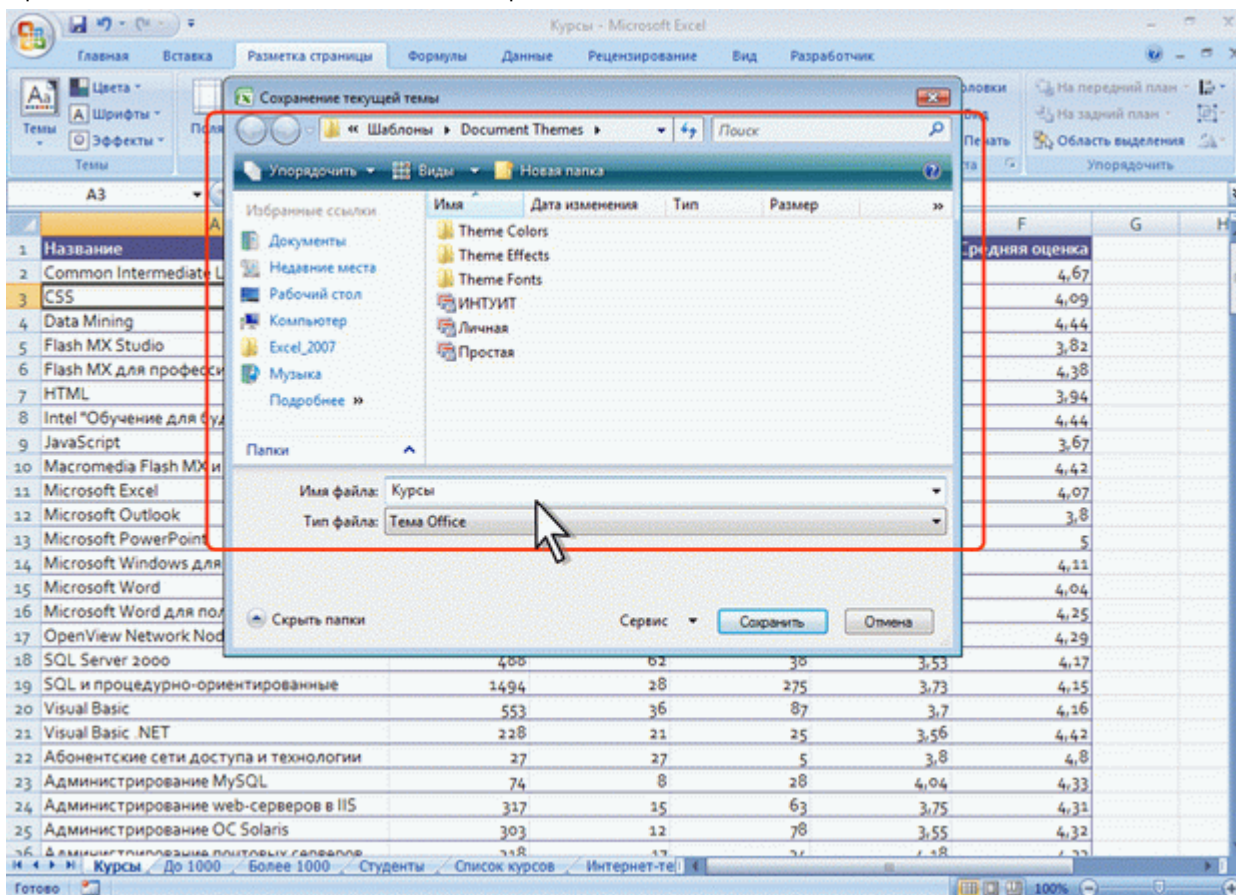 Курсы - Microsoft Excel
Главная Вставка Разметка страницы Формулы Данные Рецензирование Вид Разработчик
Цвета
Шрифты
Эффекты
Темы
Поля
На передний план
На задний план
Область выделения
Печать
Темы
Упорядочить
A3
Сохранение текущей темы
« Шаблоны Document Themes
Поиск
Упорядочить Виды Новая папка
Избранные ссылки
Документы
Недавние места
Рабочий стол
Компьютер
Excel_2007
Музыка
Подробнее »
Папки
Имя Дата изменения Тип Размер »
Theme Colors
Theme Effects
Theme Fonts
ИНТУИТ
Личная
Простая
Имя файла: Курсы
Тип файла: Тема Office
Скрыть папки Сервис Сохранить Отмена
A F G H
1 Название Средняя оценка
2 Common Intermediate L 4,67
3 CSS 4,09
4 Data Mining 4,44
5 Flash MX Studio 3,82
6 Flash MX для професси 4,38
7 HTML 3,94
8 Intel "Обучение для буд 4,44
9 JavaScript 3,67
10 Macromedia Flash MX и 4,42
11 Microsoft Excel 4,07
12 Microsoft Outlook 3,8
13 Microsoft PowerPoint 5
14 Microsoft Windows для 4,11
15 Microsoft Word 4,04
16 Microsoft Word для пол 4,25
17 OpenView Network Nod 4,29
18 SQL Server 2000 488 62 38 3,53 4,17
19 SQL и процедурно-ориентированные 1494 28 275 3,73 4,15
20 Visual Basic 553 36 87 3,7 4,16
21 Visual Basic .NET 228 21 25 3,56 4,42
22 Абонентские сети доступа и технологии 27 27 5 3,8 4,8
23 Администрирование MySQL 74 8 28 4,04 4,33
24 Администрирование web-серверов в IIS 317 15 63 3,75 4,31
25 Администрирование ОС Solaris 303 12 78 3,55 4,32
26 Администрирование почтовых серверов
Курсы До 1000 Более 1000 Студенты Список курсов Интернет-те
Готово 100%